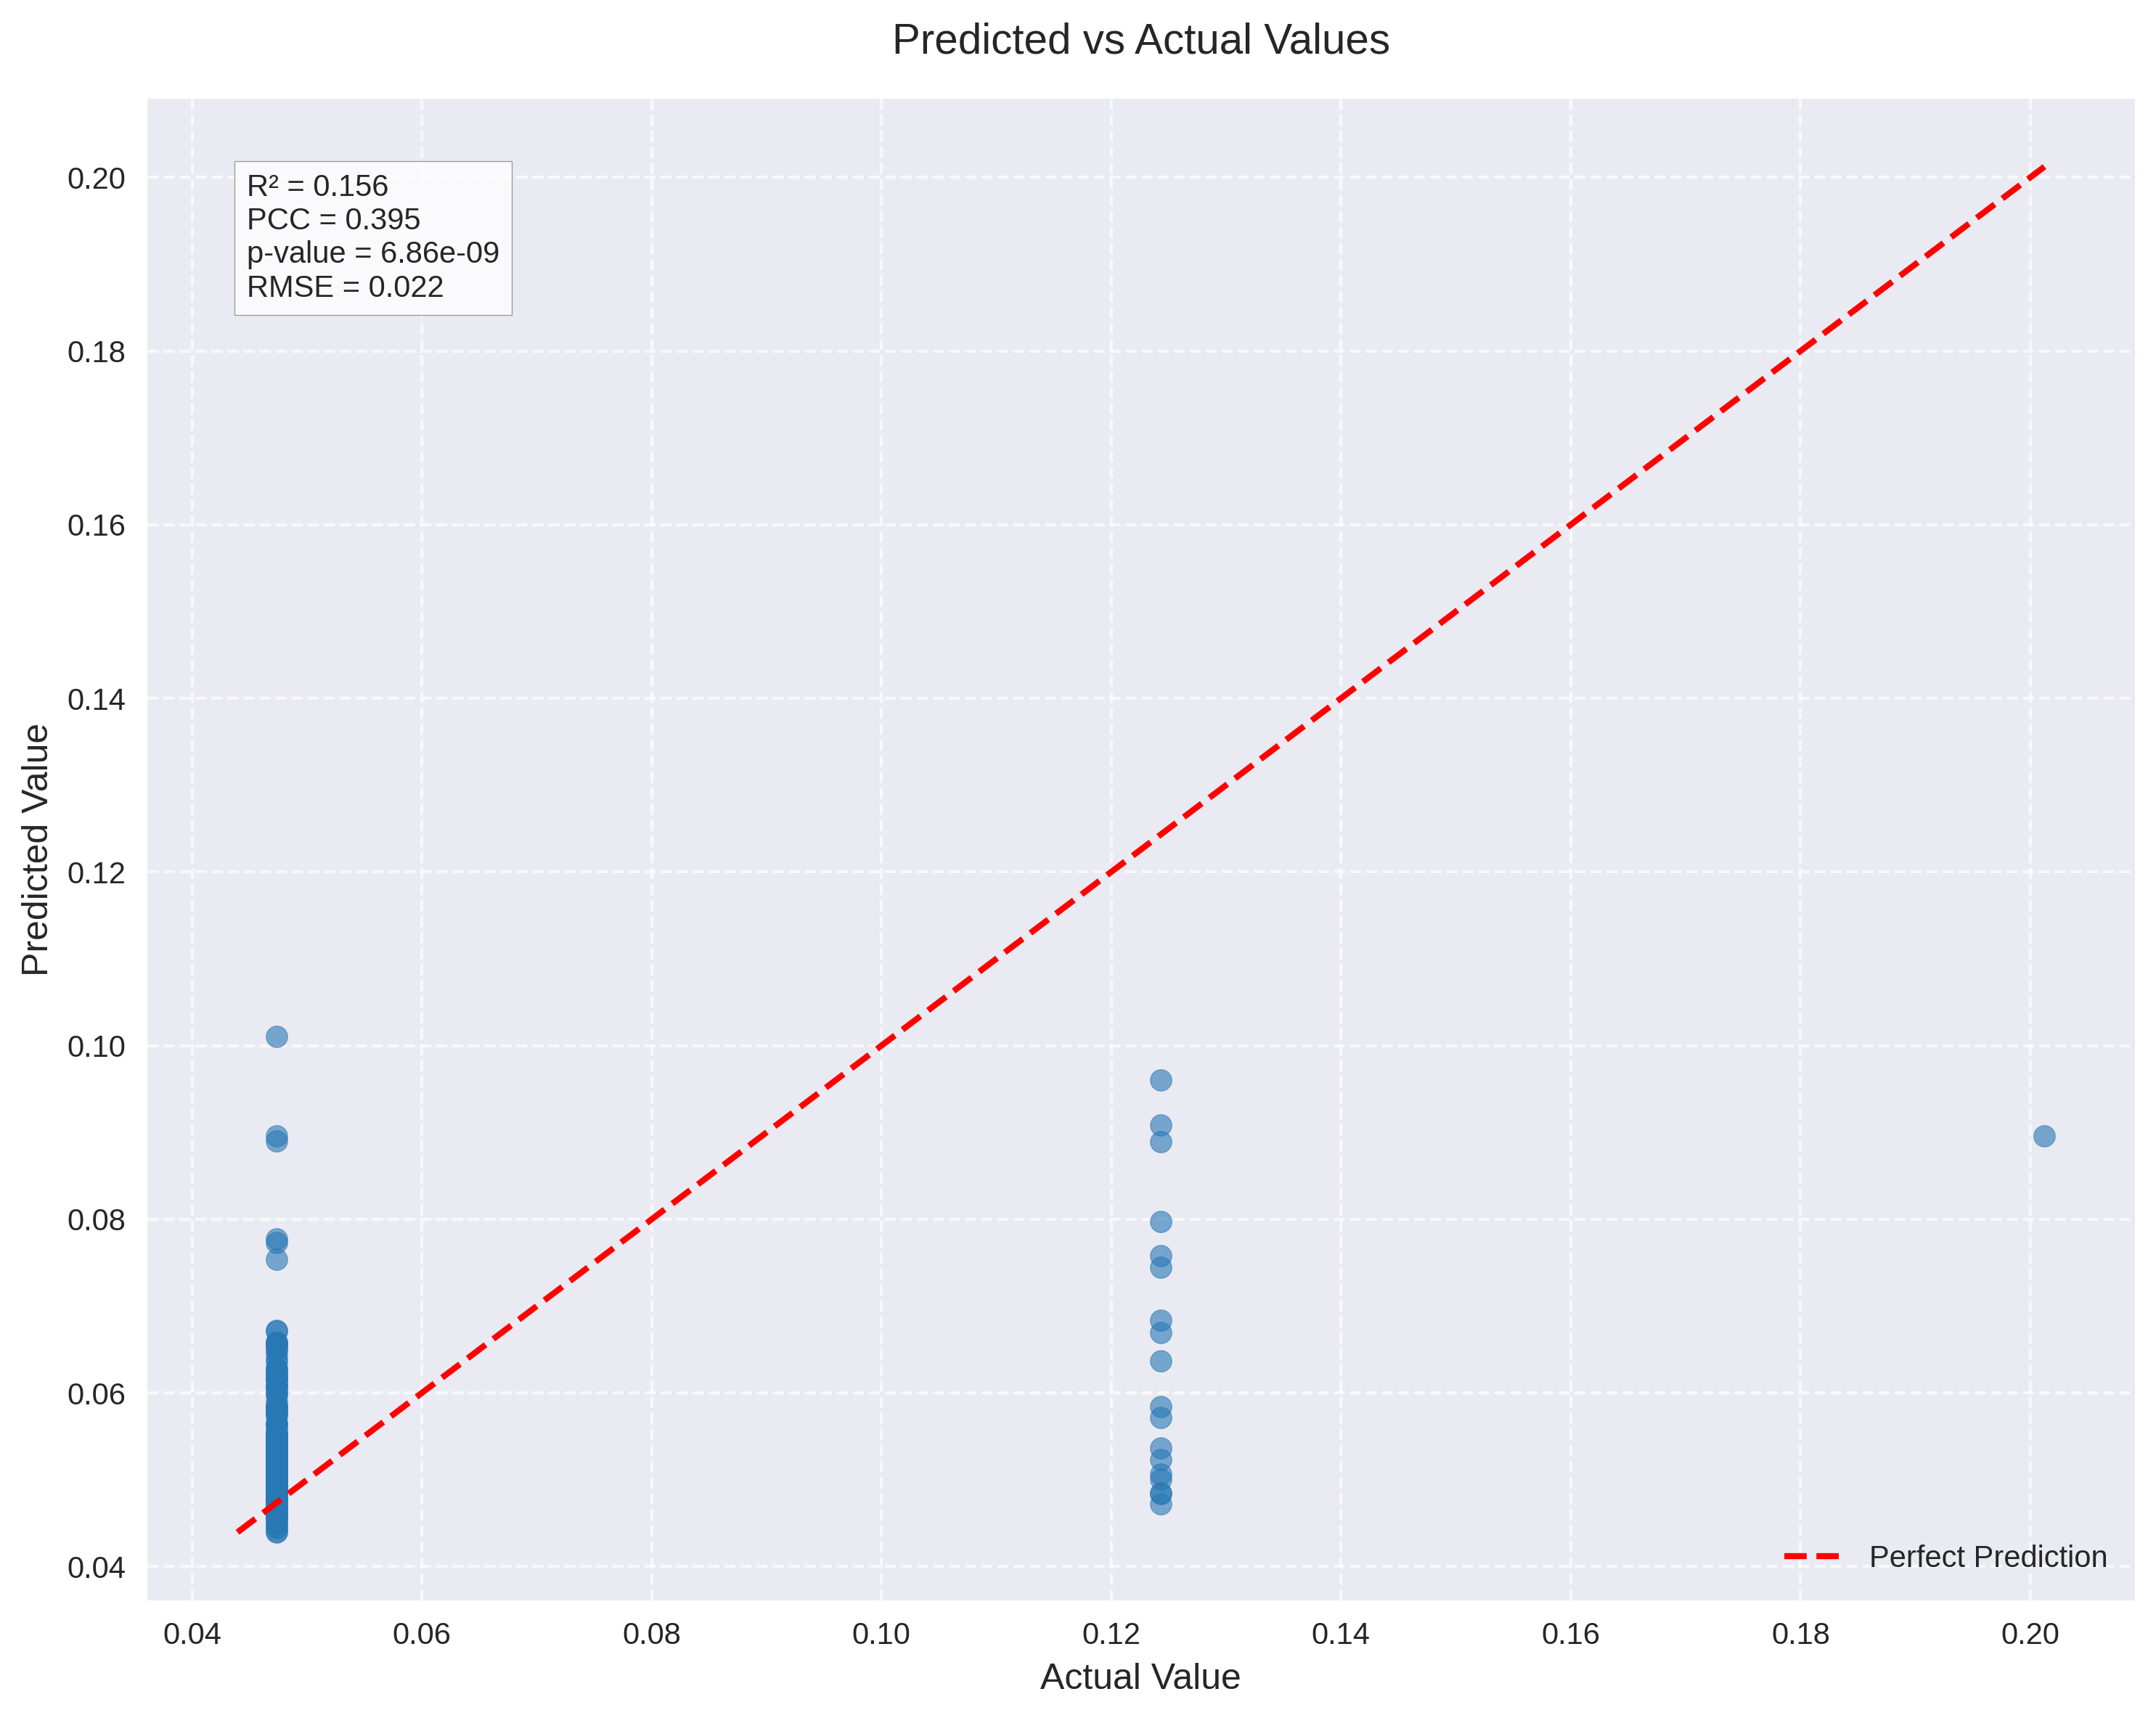 Predicted vs Actual Values
R² = 0.156
PCC = 0.395
p-value = 6.86e-09
RMSE = 0.022
0.20
0.18
0.16
0.14
0.12
0.10
0.08
0.06
0.04
Predicted Value
Perfect Prediction
0.04 0.06 0.08 0.10 0.12 0.14 0.16 0.18 0.20
Actual Value